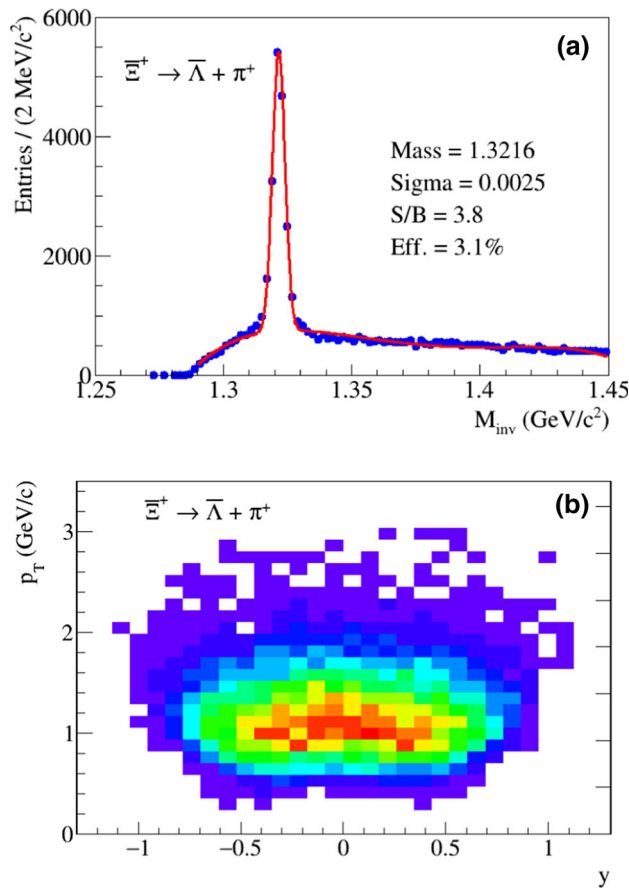 (a)
Ξ̅⁺ → Λ̅ + π⁺
Mass = 1.3216
Sigma = 0.0025
S/B = 3.8
Eff. = 3.1%
Entries / (2 MeV/c²)
6000
4000
2000
0
1.25 1.3 1.35 1.4 1.45
M_inv (GeV/c²)
(b)
Ξ̅⁺ → Λ̅ + π⁺
p_T (GeV/c)
3
2
1
0
−1 −0.5 0 0.5 1
y